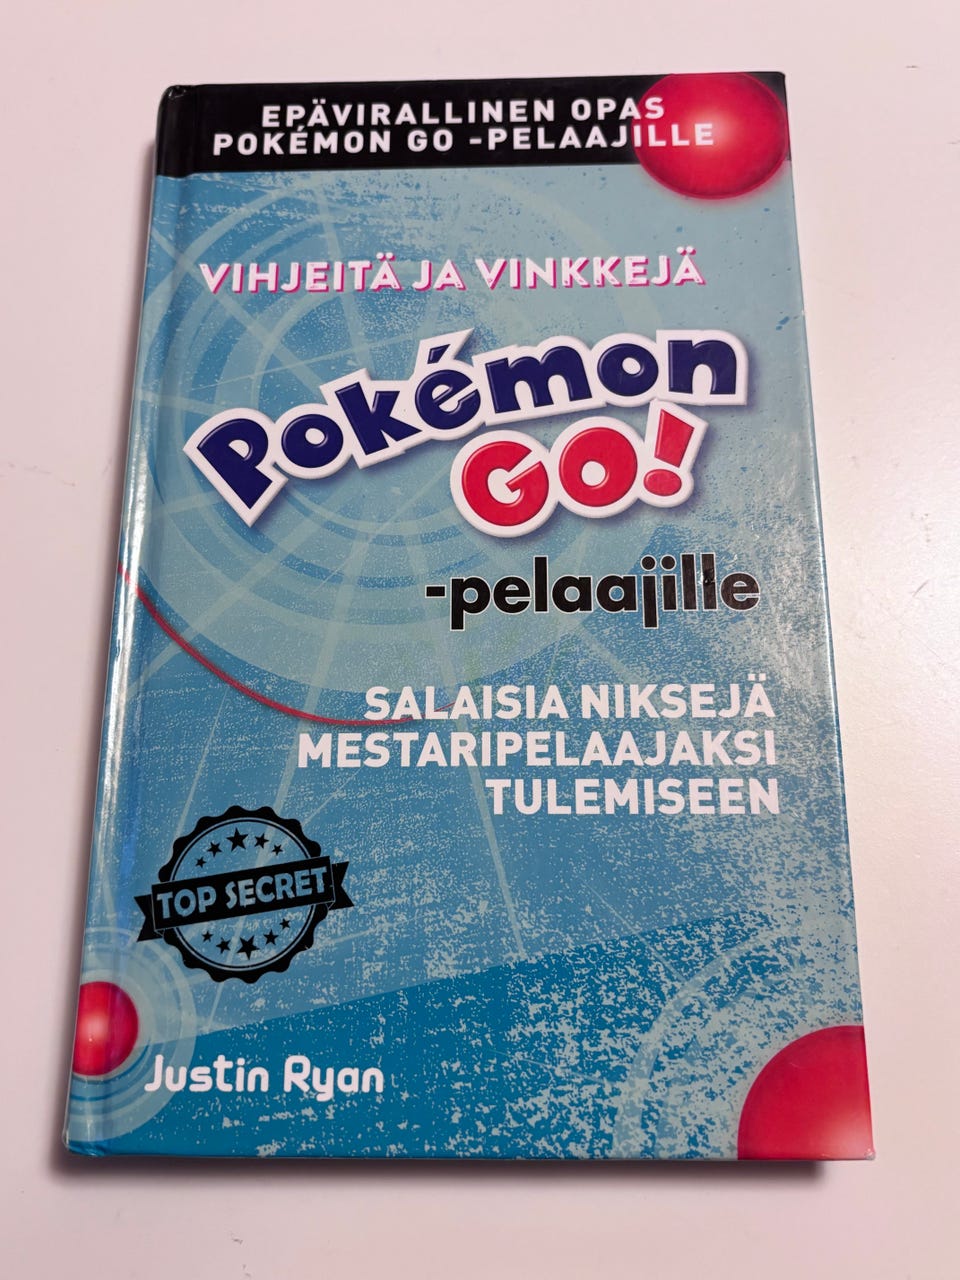 EPÄVIRALLINEN OPAS
POKÉMON GO -PELAAJILLE
VIHJEITÄ JA VINKKEJÄ
Pokémon
GO!
-pelaajille
SALAISIA NIKSEJÄ
MESTARIPELAAJAKSI
TULEMISEEN
TOP SECRET
Justin Ryan